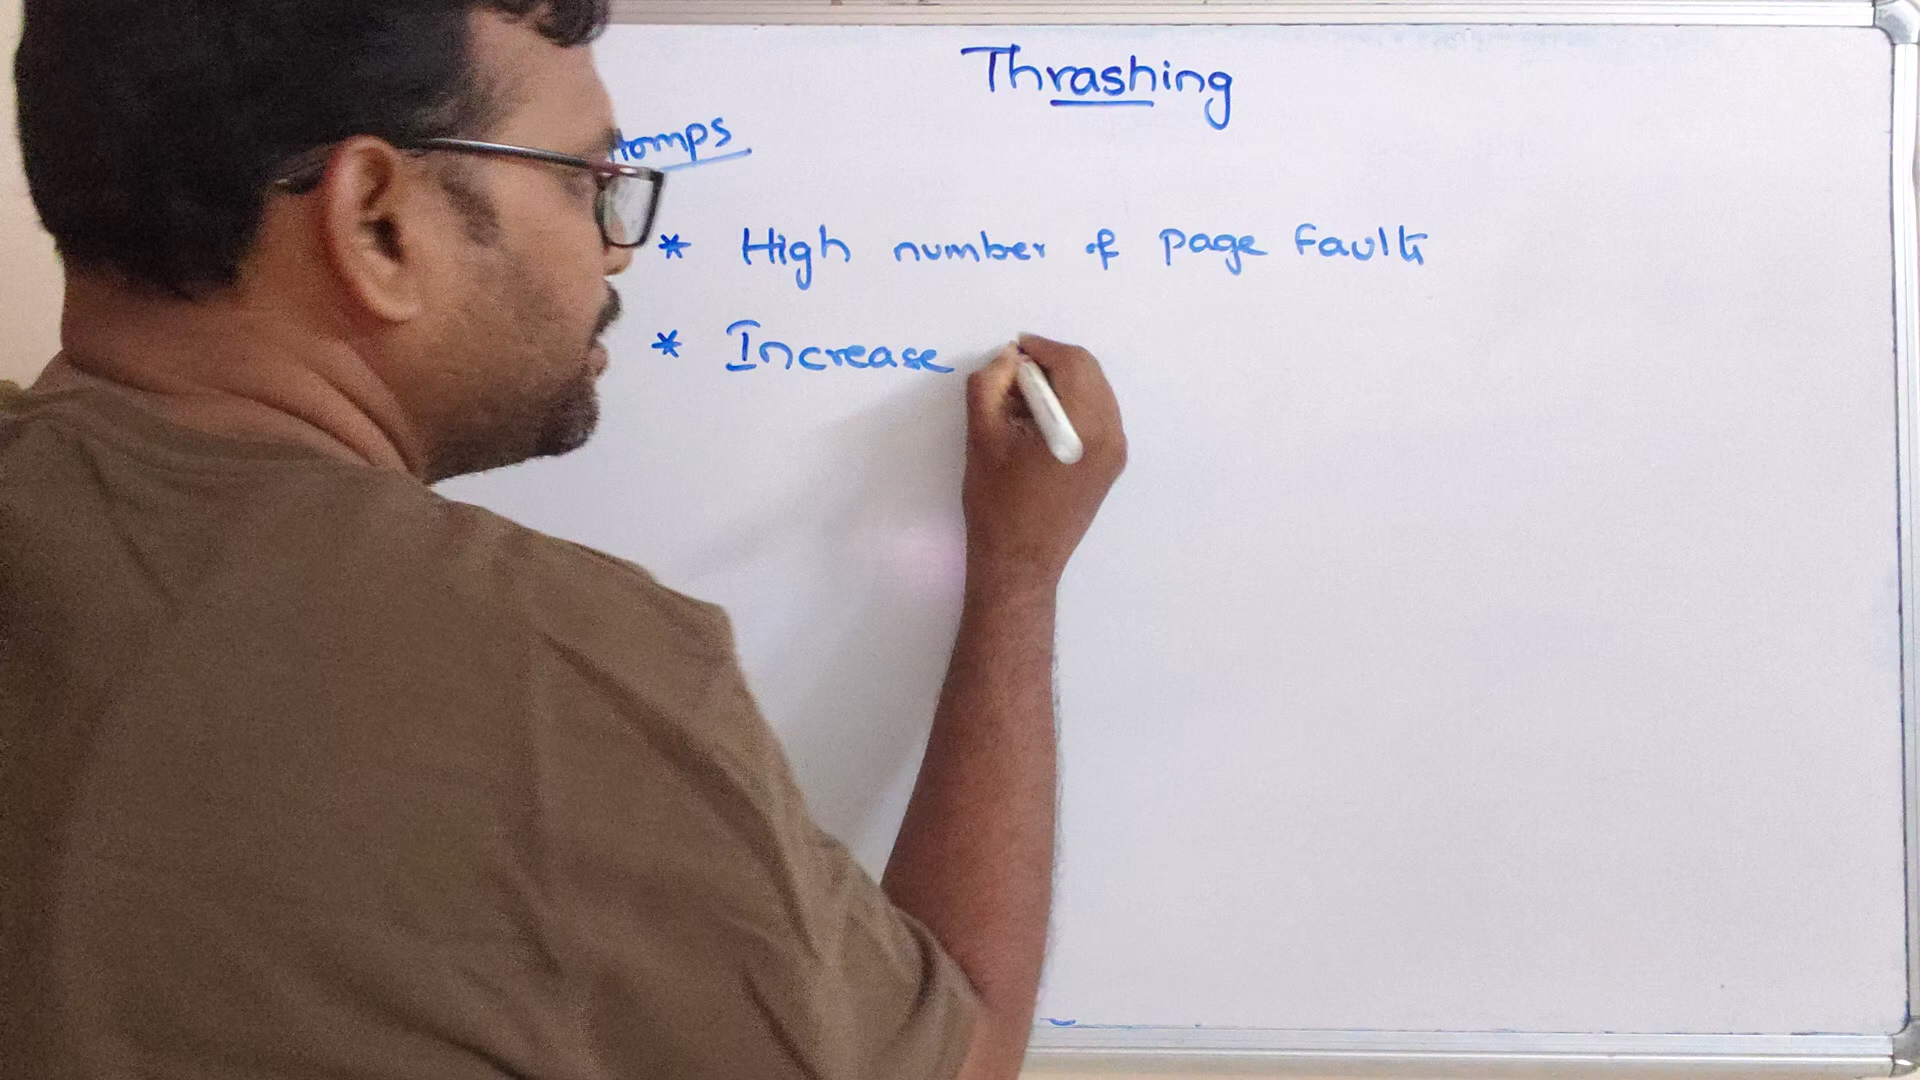 Thrashing
* High number of page faults
* Increase